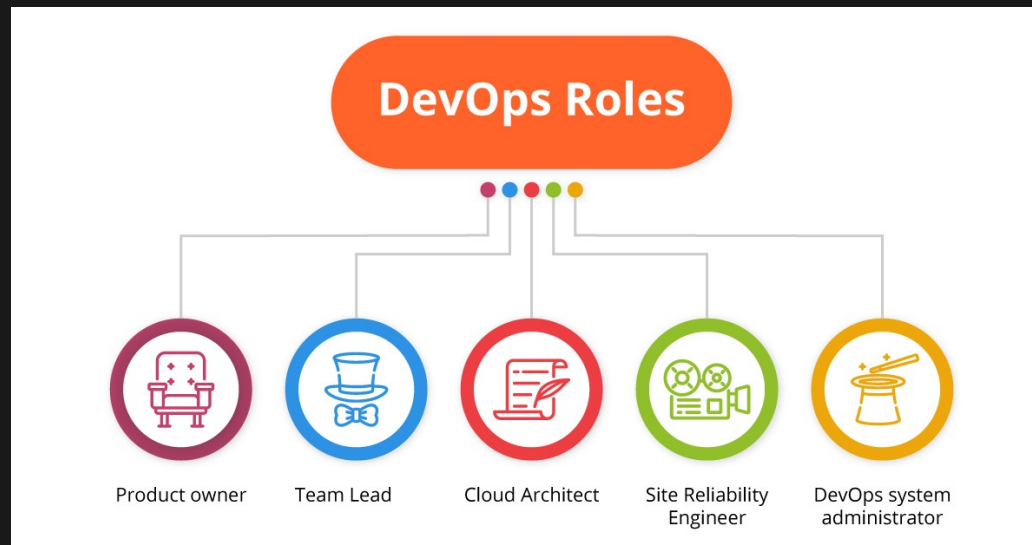 DevOps Roles
Product owner
Team Lead
Cloud Architect
Site Reliability
Engineer
DevOps system
administrator